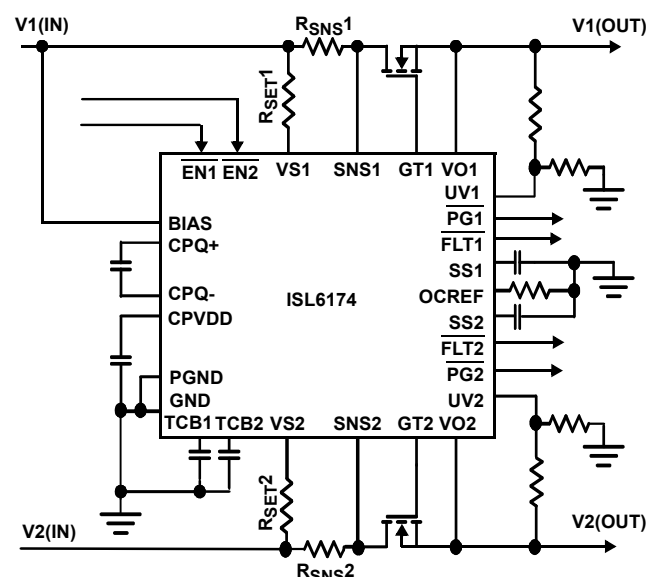 V1(IN)
RSNS1
V1(OUT)
RSET1
EN1 EN2 VS1 SNS1 GT1 VO1
UV1
BIAS
PG1
CPQ+
FLT1
SS1
CPQ-
ISL6174
OCREF
CPVDD
SS2
FLT2
PGND
PG2
GND
UV2
TCB1 TCB2 VS2 SNS2 GT2 VO2
RSET2
V2(IN)
V2(OUT)
RSNS2